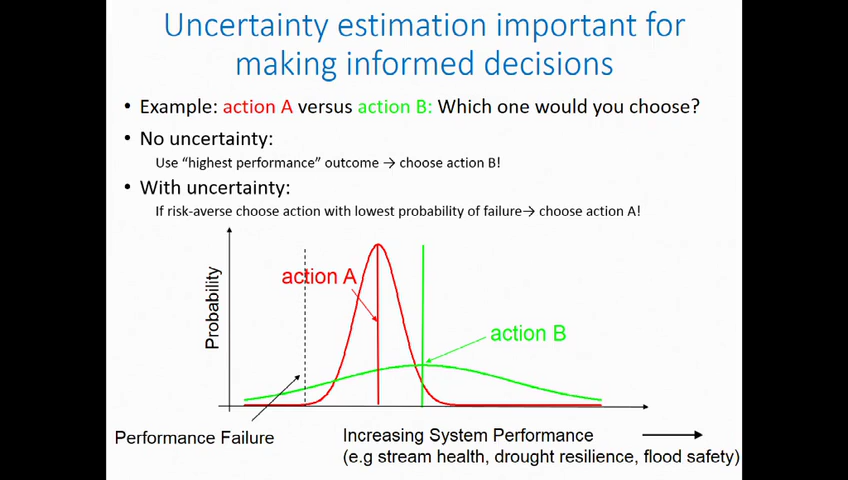 Uncertainty estimation important for
making informed decisions
• Example: action A versus action B: Which one would you choose?
• No uncertainty:
Use “highest performance” outcome → choose action B!
• With uncertainty:
If risk-averse choose action with lowest probability of failure→ choose action A!
action A
Probability
action B
Performance Failure
Increasing System Performance
(e.g stream health, drought resilience, flood safety)